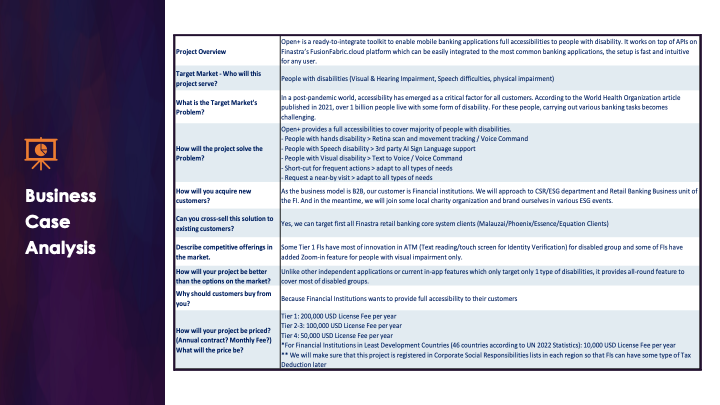 Business
Case
Analysis
Project Overview
Open+ is a ready-to-integrate toolkit to enable mobile banking applications full accessibilities to people with disability. It works on top of APIs on
Finastra's FusionFabric.cloud platform which can be easily integrated to the most common banking applications, the setup is fast and intuitive
for any user.
Target Market - Who will this
project serve?
People with disabilities (Visual & Hearing Impairment, Speech difficulties, physical impairment)
What is the Target Market's
Problem?
In a post-pandemic world, accessibility has emerged as a critical factor for all customers. According to the World Health Organization article
published in 2021, over 1 billion people live with some form of disability. For these people, carrying out various banking tasks becomes
challenging.
How will the project solve the
Problem?
Open+ provides a full accessibilities to cover majority of people with disabilities.
- People with hands disability > Retina scan and movement tracking / Voice Command
- People with Speech disability > 3rd party AI Sign Language support
- People with Visual disability > Text to Voice / Voice Command
- Short-cut for frequent actions > adapt to all types of needs
- Request a near-by visit > adapt to all types of needs
How will you acquire new
customers?
As the business model is B2B, our customer is Financial institutions. We will approach to CSR/ESG department and Retail Banking Business unit of
the FI. And in the meantime, we will join some local charity organization and brand ourselves in various ESG events.
Can you cross-sell this solution to
existing customers?
Yes, we can target first all Finastra retail banking core system clients (Malauzai/Phoenix/Essence/Equation Clients)
Describe competitive offerings in
the market.
Some Tier 1 FIs have most of innovation in ATM (Text reading/touch screen for Identity Verification) for disabled group and some of FIs have
added Zoom-in feature for people with visual impairment only.
How will your project be better
than the options on the market?
Unlike other independent applications or current in-app features which only target only 1 type of disabilities, it provides all-round feature to
cover most of disabled groups.
Why should customers buy from
you?
Because Financial Institutions wants to provide full accessibility to their customers
How will your project be priced?
(Annual contract? Monthly Fee?)
What will the price be?
Tier 1: 200,000 USD License Fee per year
Tier 2-3: 100,000 USD License Fee per year
Tier 4: 50,000 USD License Fee per year
*For Financial Institutions in Least Development Countries (46 countries according to UN 2022 Statistics): 10,000 USD License Fee per year
** We will make sure that this project is registered in Corporate Social Responsibilities lists in each region so that FIs can have some type of Tax
Deduction later